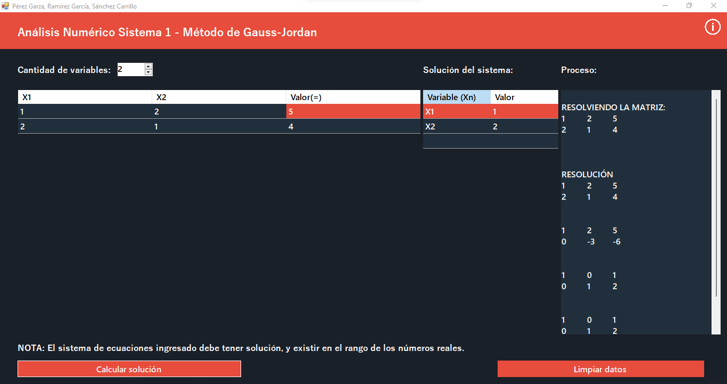 Pérez Garza, Ramírez García, Sánchez Carrillo
Análisis Numérico Sistema 1 - Método de Gauss-Jordan
Cantidad de variables: 2
Solución del sistema:
Proceso:
X1 X2 Valor(=)
1 2 5
2 1 4
Variable (Xn) Valor
X1 1
X2 2
RESOLVIENDO LA MATRIZ:
1 2 5
2 1 4
RESOLUCIÓN
1 2 5
2 1 4
1 2 5
0 -3 -6
1 0 1
0 1 2
1 0 1
0 1 2
NOTA: El sistema de ecuaciones ingresado debe tener solución, y existir en el rango de los números reales.
Calcular solución
Limpiar datos